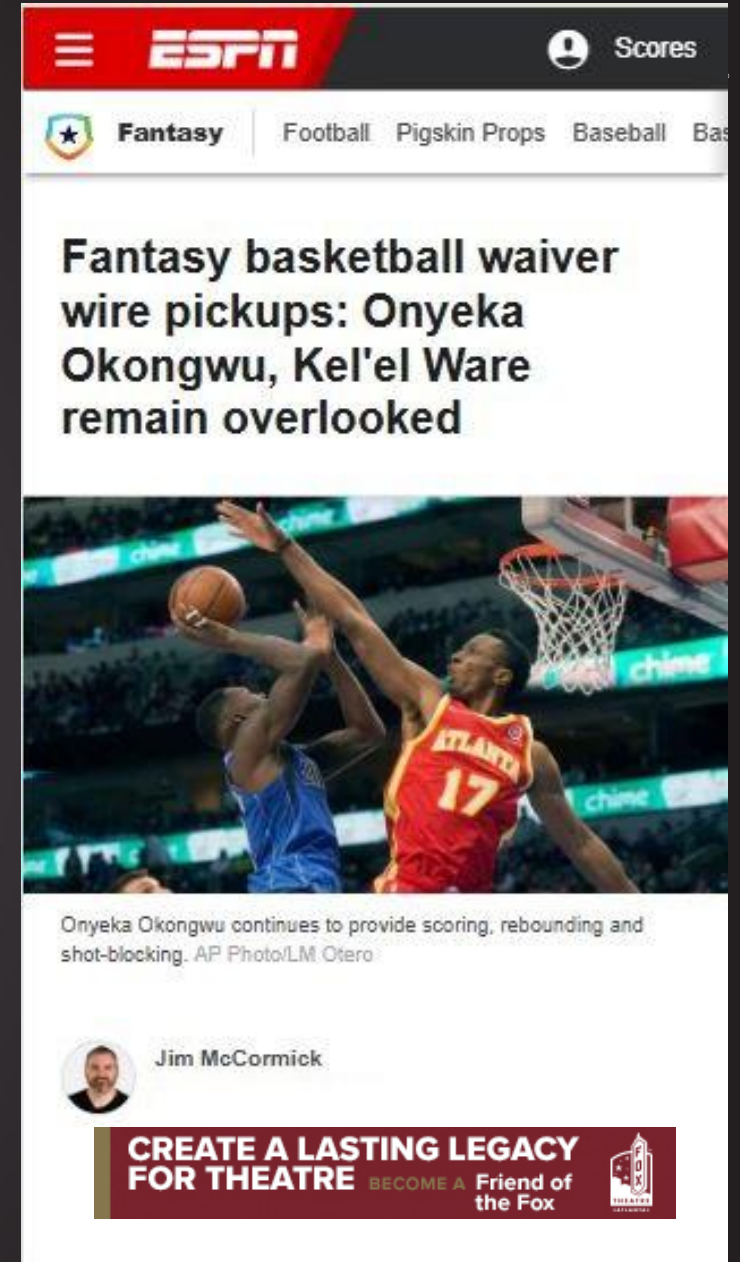 ESPN
Scores
Fantasy
Football Pigskin Props Baseball Bas
Fantasy basketball waiver
wire pickups: Onyeka
Okongwu, Kel'el Ware
remain overlooked
chime
chime
chime
chime
ATLANTA
17
Onyeka Okongwu continues to provide scoring, rebounding and
shot-blocking. AP Photo/LM Otero
Jim McCormick
CREATE A LASTING LEGACY
FOR THEATRE BECOME A Friend of
the Fox
FOX
THEATRE